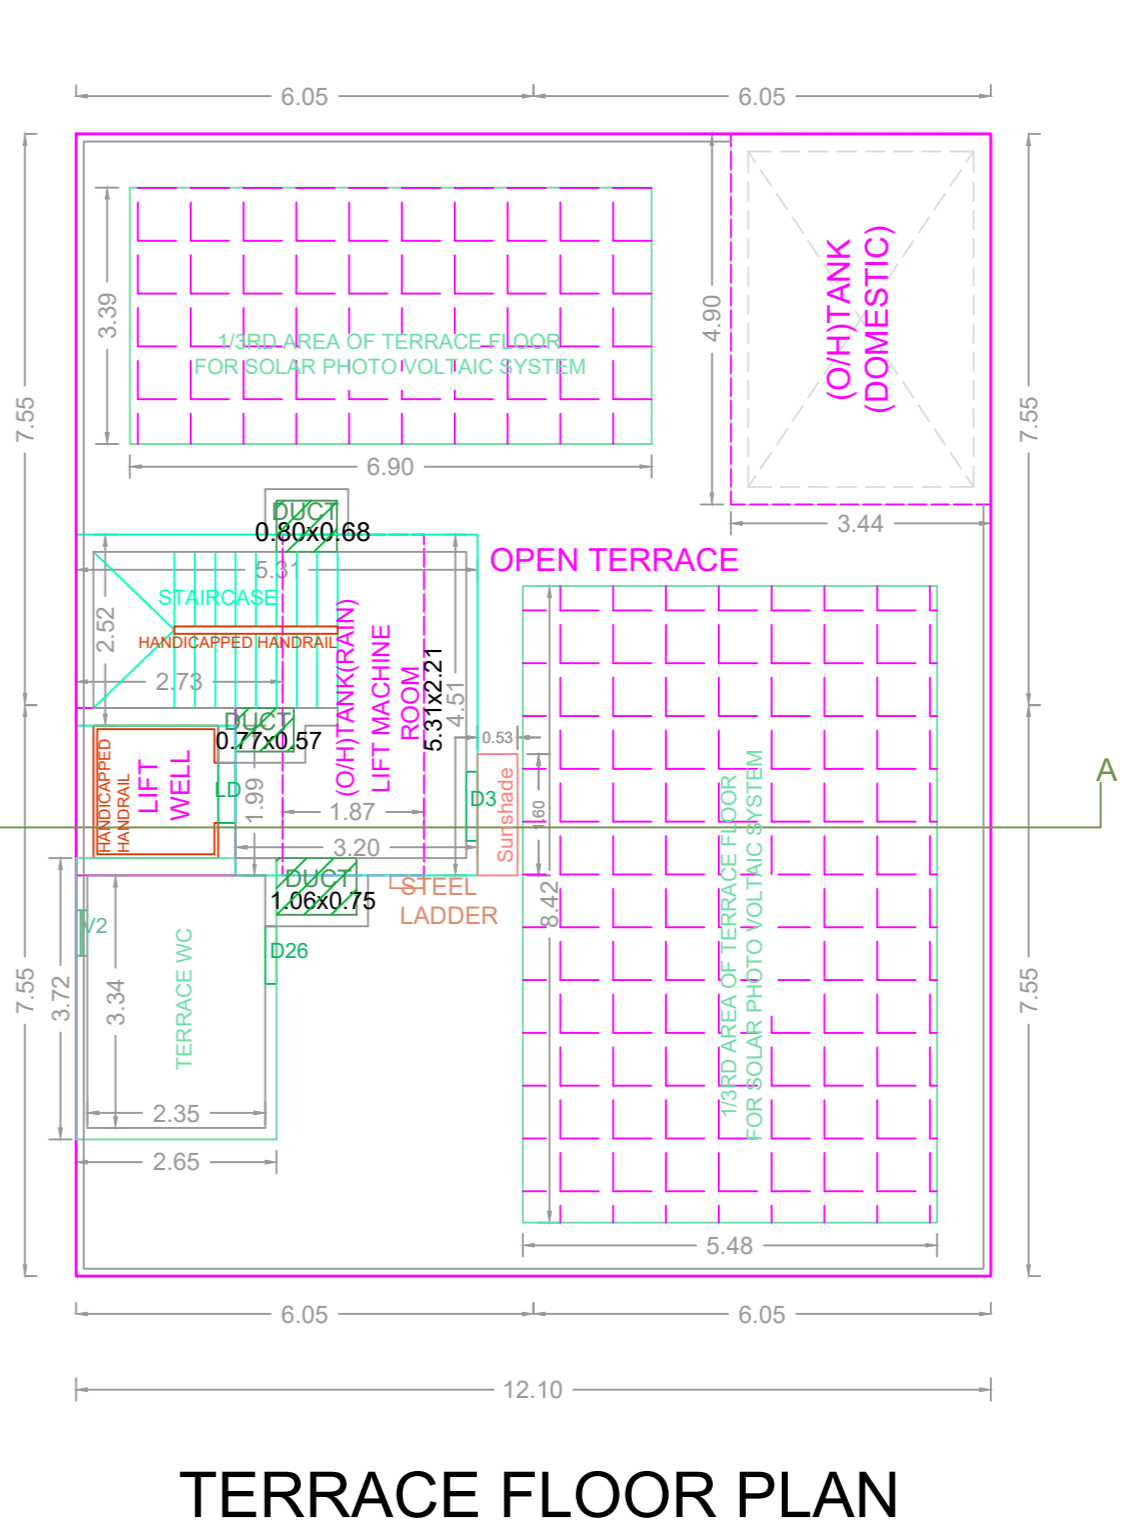 6.05
6.05
7.55
7.55
3.39
1/3RD AREA OF TERRACE FLOOR
FOR SOLAR PHOTO VOLTAIC SYSTEM
6.90
4.90
(O/H)TANK
(DOMESTIC)
3.44
DUCT
0.80x0.68
OPEN TERRACE
5.31
STAIRCASE
2.52
HANDICAPPED HANDRAIL
2.73
(O/H)TANK(RAIN)
LIFT MACHINE
ROOM
5.31x2.21
4.51
DUCT
0.77x0.57
0.53
HANDICAPPED
HANDRAIL
LIFT
WELL
LD
1.99
1.87
D3
Sunshade
1.60
A
3.20
DUCT
1.06x0.75
STEEL
LADDER
8.42
1/3RD AREA OF TERRACE FLOOR
FOR SOLAR PHOTO VOLTAIC SYSTEM
V2
D26
7.55
3.72
3.34
TERRACE WC
7.55
2.35
2.65
5.48
6.05
6.05
12.10
TERRACE FLOOR PLAN